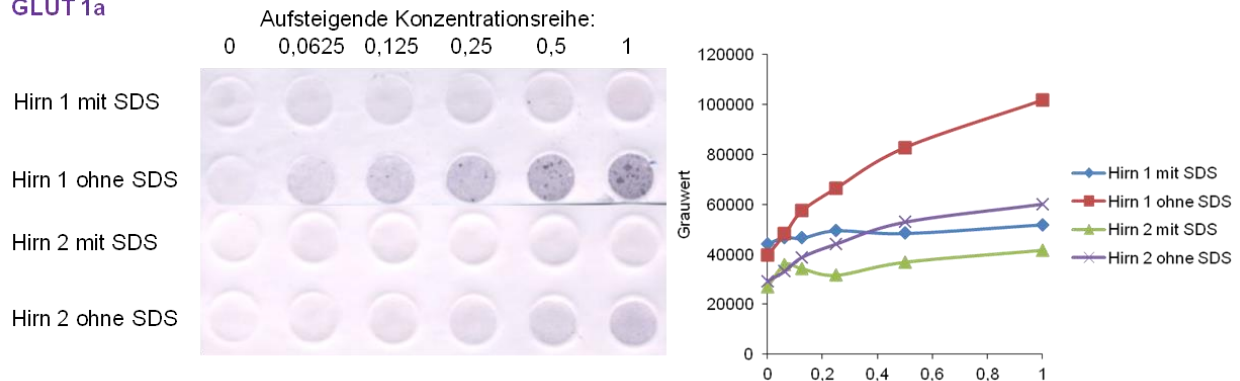 GLUT 1a
Aufsteigende Konzentrationsreihe:
0 0,0625 0,125 0,25 0,5 1
Hirn 1 mit SDS
Hirn 1 ohne SDS
Hirn 2 mit SDS
Hirn 2 ohne SDS
120000
100000
80000
60000
40000
20000
0
Grauwert
0 0,2 0,4 0,6 0,8 1
Hirn 1 mit SDS
Hirn 1 ohne SDS
Hirn 2 mit SDS
Hirn 2 ohne SDS